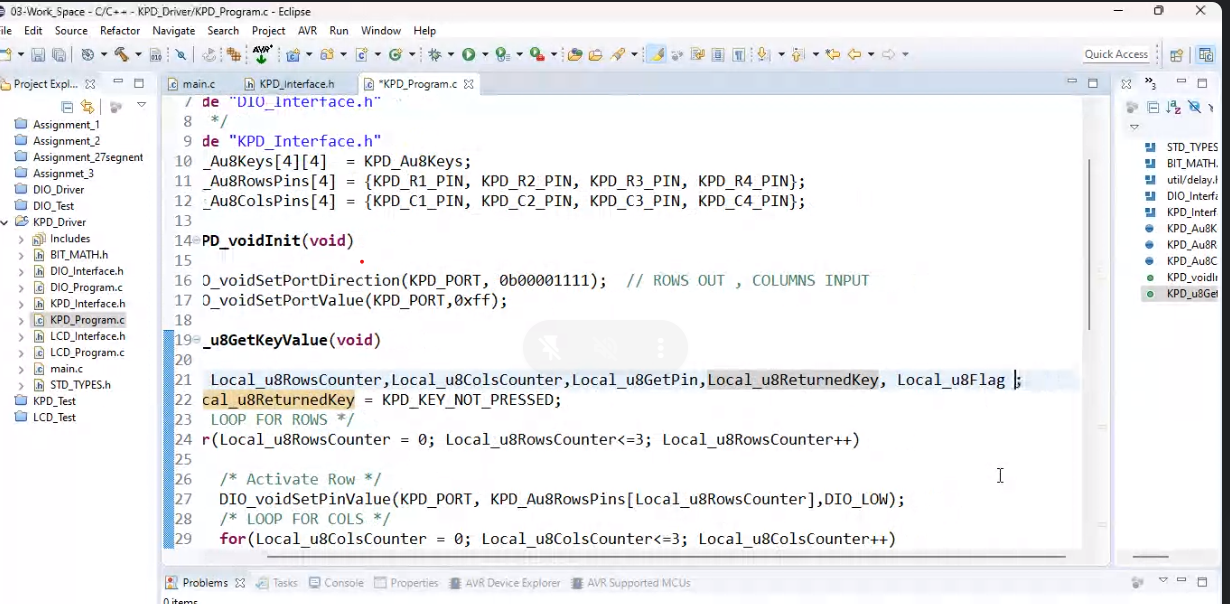 03-Work_Space - C/C++ - KPD_Driver/KPD_Program.c - Eclipse
ile Edit Source Refactor Navigate Search Project AVR Run Window Help
Quick Access
Project Expl...
Assignment_1
Assignment_2
Assignment_27segnent
Assignmet_3
DIO_Driver
DIO_Test
KPD_Driver
Includes
BIT_MATH.h
DIO_Interface.h
DIO_Program.c
KPD_Interface.h
KPD_Program.c
LCD_Interface.h
LCD_Program.c
main.c
STD_TYPES.h
KPD_Test
LCD_Test
main.c KPD_Interface.h *KPD_Program.c
7 de "DIO_Interface.h"
8 */
9 de "KPD_Interface.h"
10 _Au8Keys[4][4] = KPD_Au8Keys;
11 _Au8RowsPins[4] = {KPD_R1_PIN, KPD_R2_PIN, KPD_R3_PIN, KPD_R4_PIN};
12 _Au8ColsPins[4] = {KPD_C1_PIN, KPD_C2_PIN, KPD_C3_PIN, KPD_C4_PIN};
13
14 PD_voidInit(void)
15
16 O_voidSetPortDirection(KPD_PORT, 0b00001111); // ROWS OUT , COLUMNS INPUT
17 O_voidSetPortValue(KPD_PORT,0xff);
18
19 _u8GetKeyValue(void)
20
21 Local_u8RowsCounter,Local_u8ColsCounter,Local_u8GetPin,Local_u8ReturnedKey, Local_u8Flag ;
22 cal_u8ReturnedKey = KPD_KEY_NOT_PRESSED;
23 LOOP FOR ROWS */
24 r(Local_u8RowsCounter = 0; Local_u8RowsCounter<=3; Local_u8RowsCounter++)
25
26 /* Activate Row */
27 DIO_voidSetPinValue(KPD_PORT, KPD_Au8RowsPins[Local_u8RowsCounter],DIO_LOW);
28 /* LOOP FOR COLS */
29 for(Local_u8ColsCounter = 0; Local_u8ColsCounter<=3; Local_u8ColsCounter++)
3
STD_TYPES
BIT_MATH.
util/delay.h
DIO_Interfa
KPD_Interf
KPD_Au8K
KPD_Au8R
KPD_Au8C
KPD_voidIn
KPD_u8Get
Problems Tasks Console Properties AVR Device Explorer AVR Supported MCUs
0 items